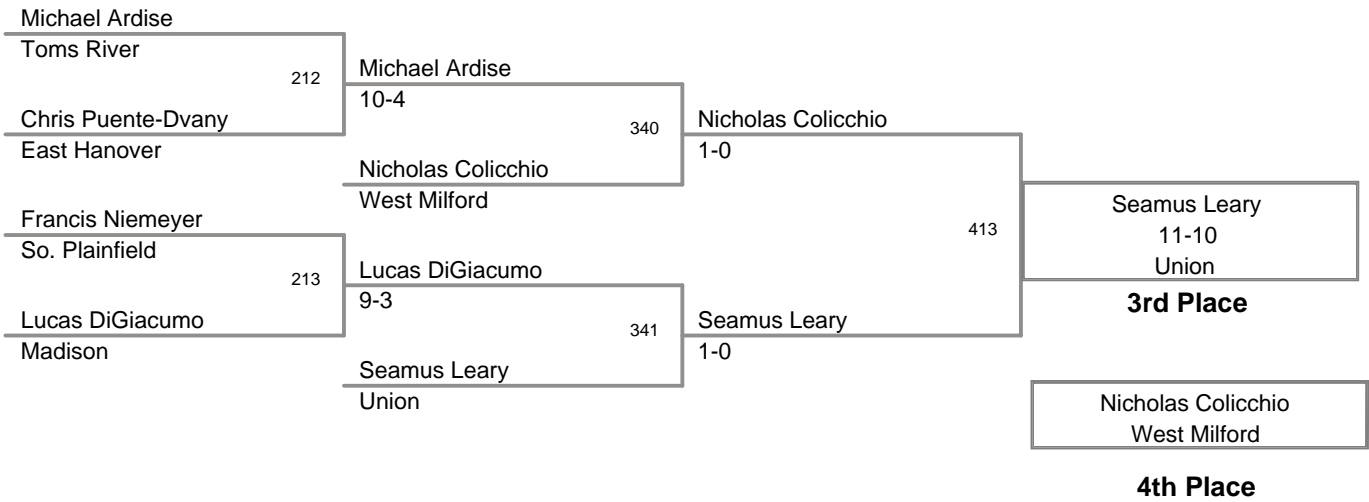 Michael Ardise
Toms River
212
Michael Ardise
10-4
Chris Puente-Dvany
East Hanover
340
Nicholas Colicchio
1-0
Nicholas Colicchio
West Milford
Francis Niemeyer
So. Plainfield
413
Seamus Leary
11-10
Union
3rd Place
213
Lucas DiGiacumo
9-3
Lucas DiGiacumo
Madison
341
Seamus Leary
1-0
Seamus Leary
Union
Nicholas Colicchio
West Milford
4th Place